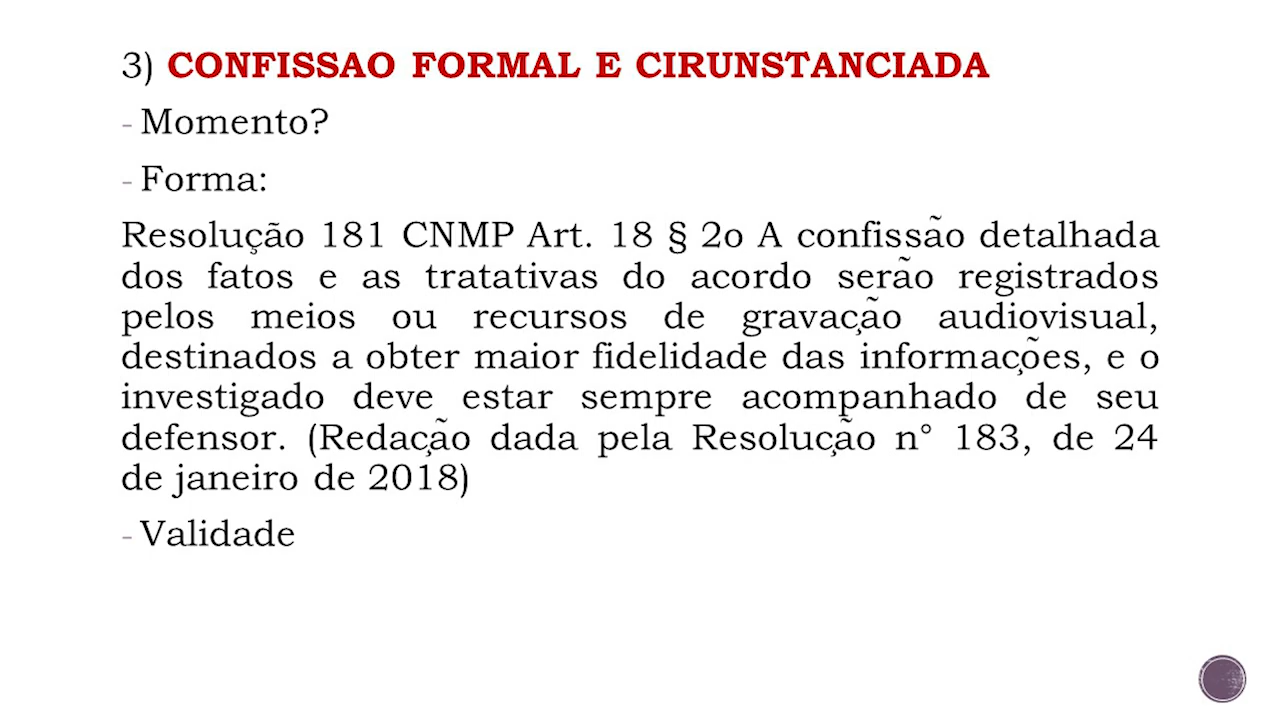 3) CONFISSAO FORMAL E CIRUNSTANCIADA
- Momento?
- Forma:
Resolução 181 CNMP Art. 18 § 2o A confissão detalhada
dos fatos e as tratativas do acordo serão registrados
pelos meios ou recursos de gravação audiovisual,
destinados a obter maior fidelidade das informações, e o
investigado deve estar sempre acompanhado de seu
defensor. (Redação dada pela Resolução n° 183, de 24
de janeiro de 2018)
- Validade